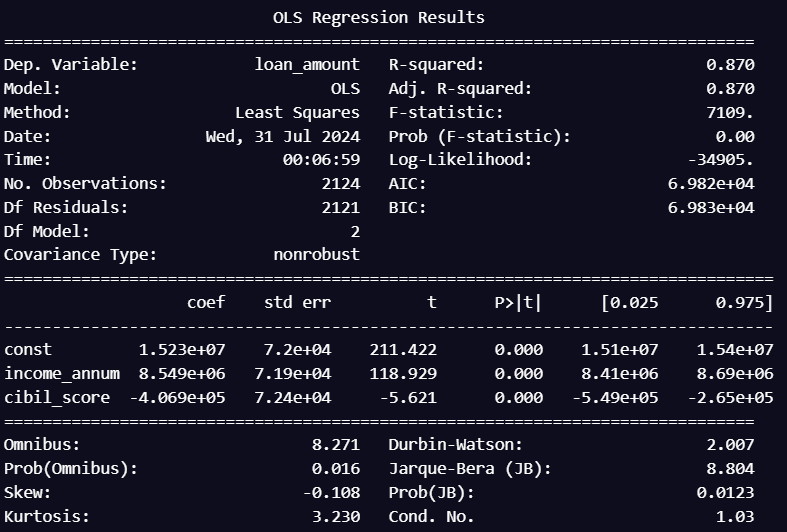 OLS Regression Results
==============================================================================
Dep. Variable: loan_amount R-squared: 0.870
Model: OLS Adj. R-squared: 0.870
Method: Least Squares F-statistic: 7109.
Date: Wed, 31 Jul 2024 Prob (F-statistic): 0.00
Time: 00:06:59 Log-Likelihood: -34905.
No. Observations: 2124 AIC: 6.982e+04
Df Residuals: 2121 BIC: 6.983e+04
Df Model: 2
Covariance Type: nonrobust
================================================================================
coef std err t P>|t| [0.025 0.975]
--------------------------------------------------------------------------------
const 1.523e+07 7.2e+04 211.422 0.000 1.51e+07 1.54e+07
income_annum 8.549e+06 7.19e+04 118.929 0.000 8.41e+06 8.69e+06
cibil_score -4.069e+05 7.24e+04 -5.621 0.000 -5.49e+05 -2.65e+05
==============================================================================
Omnibus: 8.271 Durbin-Watson: 2.007
Prob(Omnibus): 0.016 Jarque-Bera (JB): 8.804
Skew: -0.108 Prob(JB): 0.0123
Kurtosis: 3.230 Cond. No. 1.03